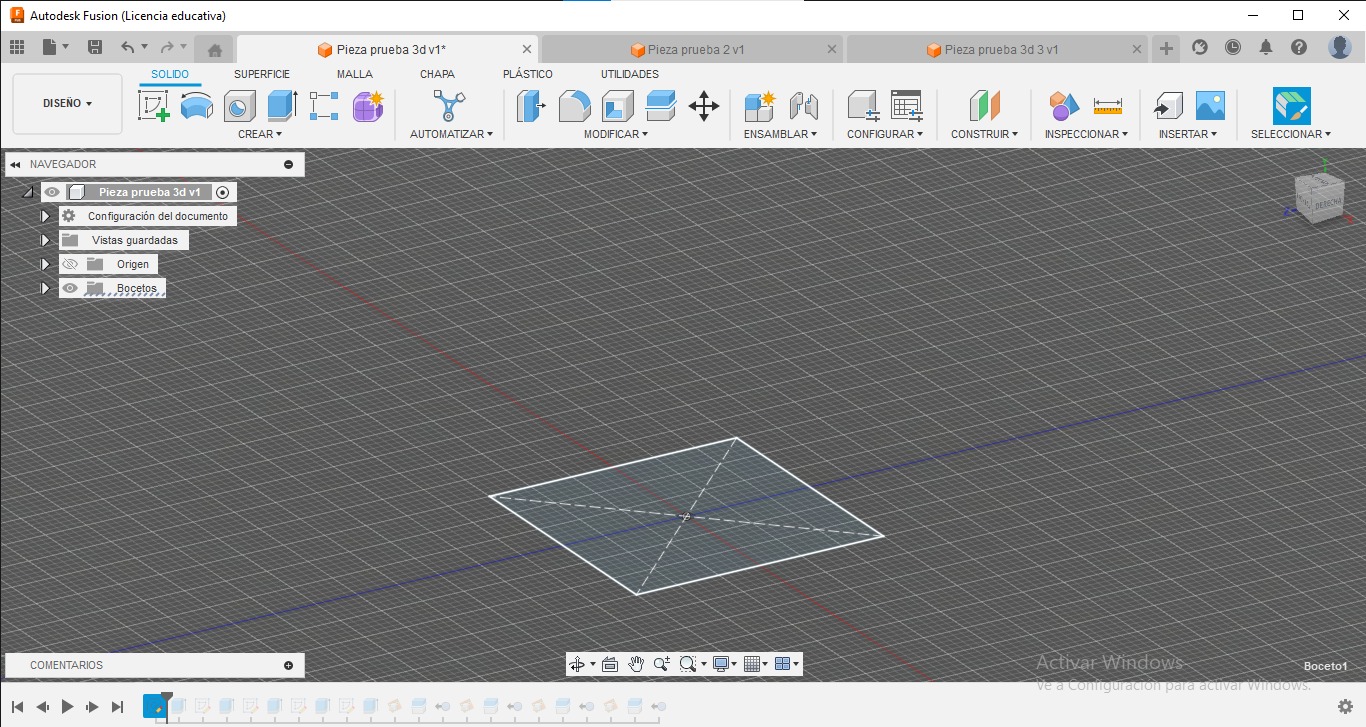 Autodesk Fusion (Licencia educativa)
Pieza prueba 3d v1*
Pieza prueba 2 v1
Pieza prueba 3d 3 v1
DISEÑO
SOLIDO
SUPERFICIE
MALLA
CHAPA
PLÁSTICO
UTILIDADES
CREAR
AUTOMATIZAR
MODIFICAR
ENSAMBLAR
CONFIGURAR
CONSTRUIR
INSPECCIONAR
INSERTAR
SELECCIONAR
NAVEGADOR
Pieza prueba 3d v1
Configuración del documento
Vistas guardadas
Origen
Bocetos
DERECHA
Z
COMENTARIOS
Activar Windows
Ve a Configuración para activar Windows.
Boceto1